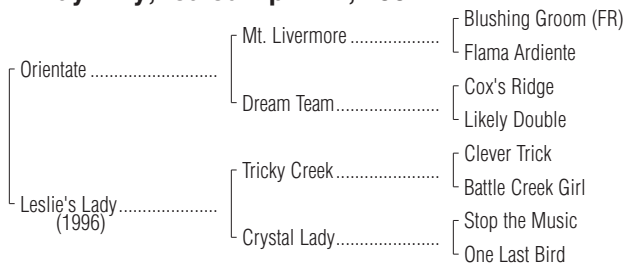 Blushing Groom (FR)
Mt. Livermore ....................
Flama Ardiente
Orientate ............................
Cox's Ridge
Dream Team.......................
Likely Double
Clever Trick
Tricky Creek.......................
Battle Creek Girl
Leslie's Lady......................
(1996)
Stop the Music
Crystal Lady.......................
One Last Bird